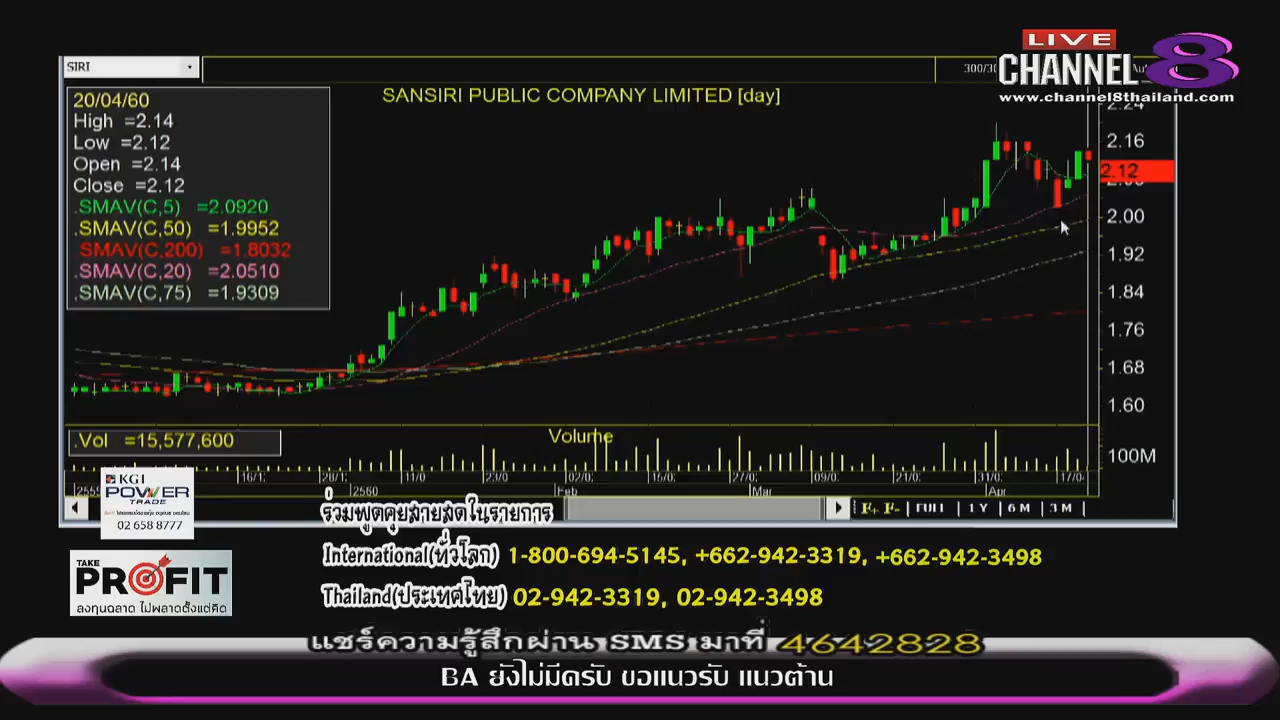 LIVE
CHANNEL 8
www.channel8thailand.com
SIRI
20/04/60
High =2.14
Low =2.12
Open =2.14
Close =2.12
.SMAV(C,5) =2.0920
.SMAV(C,50) =1.9952
.SMAV(C,200) =1.8032
.SMAV(C,20) =2.0510
.SMAV(C,75) =1.9309
SANSIRI PUBLIC COMPANY LIMITED [day]
2.24
2.16
2.12
2.00
1.92
1.84
1.76
1.68
1.60
.Vol =15,577,600
Volume
100M
2560 Feb Mar Apr
FULL 1Y 6M 3M
KGI
POWER
TRADE
02 658 8777
TAKE
PROFIT
ลงทุนฉลาด ไม่พลาดตั้งแต่คิด
ร่วมพูดคุยสายสดในรายการ
International(ทั่วโลก) 1-800-694-5145, +662-942-3319, +662-942-3498
Thailand(ประเทศไทย) 02-942-3319, 02-942-3498
แชร์ความรู้สึกผ่าน SMS มาที่ 4642828
BA ยังไม่มีครับ ขอแนวรับ แนวต้าน